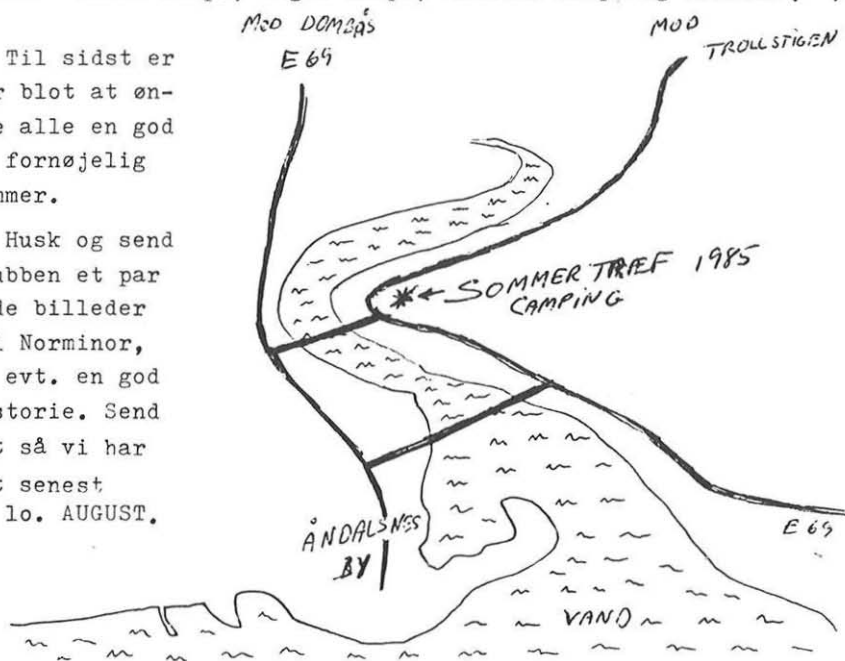 Til sidst er
r blot at øn-
e alle en god
fornøjelig
mmer.
Husk og send
ubben et par
de billeder
l Norminor,
evt. en god
storie. Send
t så vi har
t senest
lo. AUGUST.
MOD DOMBÅS
E 69
MOD
TROLLSTIGEN
SOMMER TRÆF 1985
CAMPING
ÅNDALSNES
BY
E 69
VAND